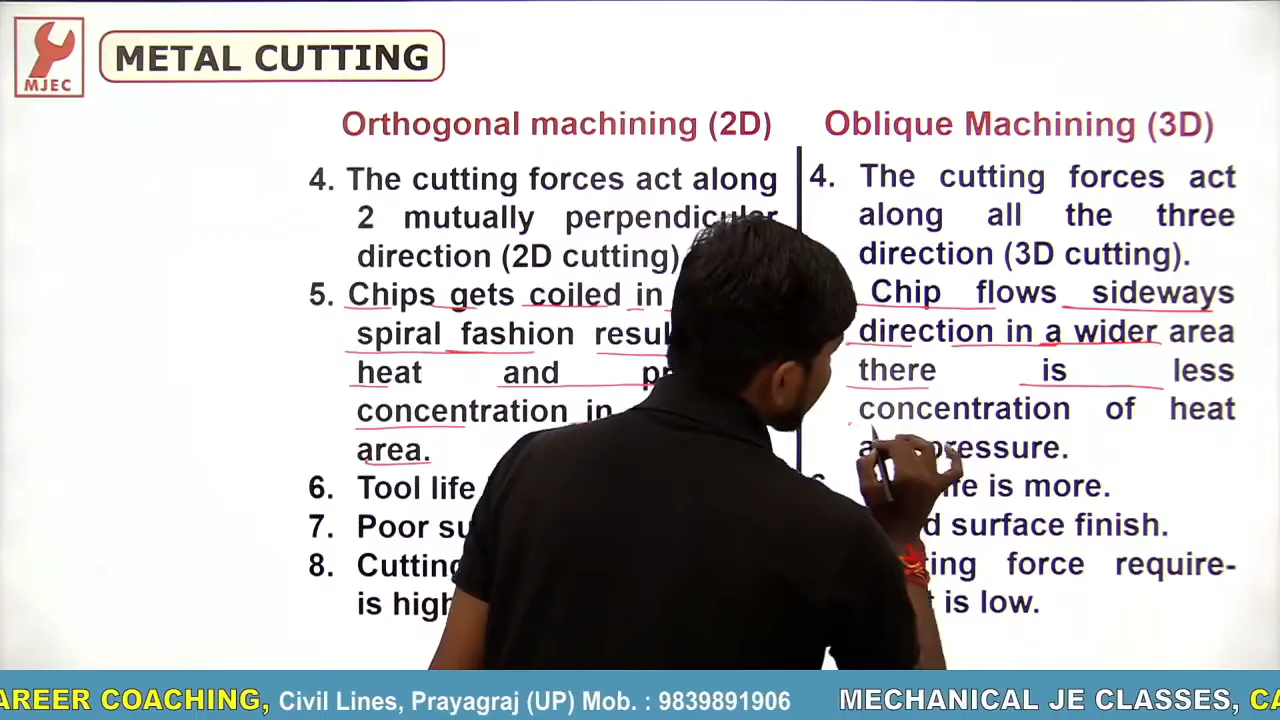 MJEC
METAL CUTTING
Orthogonal machining (2D)
4. The cutting forces act along
2 mutually perpendicular
direction (2D cutting)
5. Chips gets coiled in
spiral fashion
heat and
concentration in
area.
6. Tool life
7. Poor
8. Cutting
is high
Oblique Machining (3D)
4. The cutting forces act
along all the three
direction (3D cutting).
Chip flows sideways
direction in a wider area
there is less
concentration of heat
pressure.
is more.
surface finish.
force require-
is low.
CAREER COACHING, Civil Lines, Prayagraj (UP) Mob. : 9839891906 MECHANICAL JE CLASSES, CA